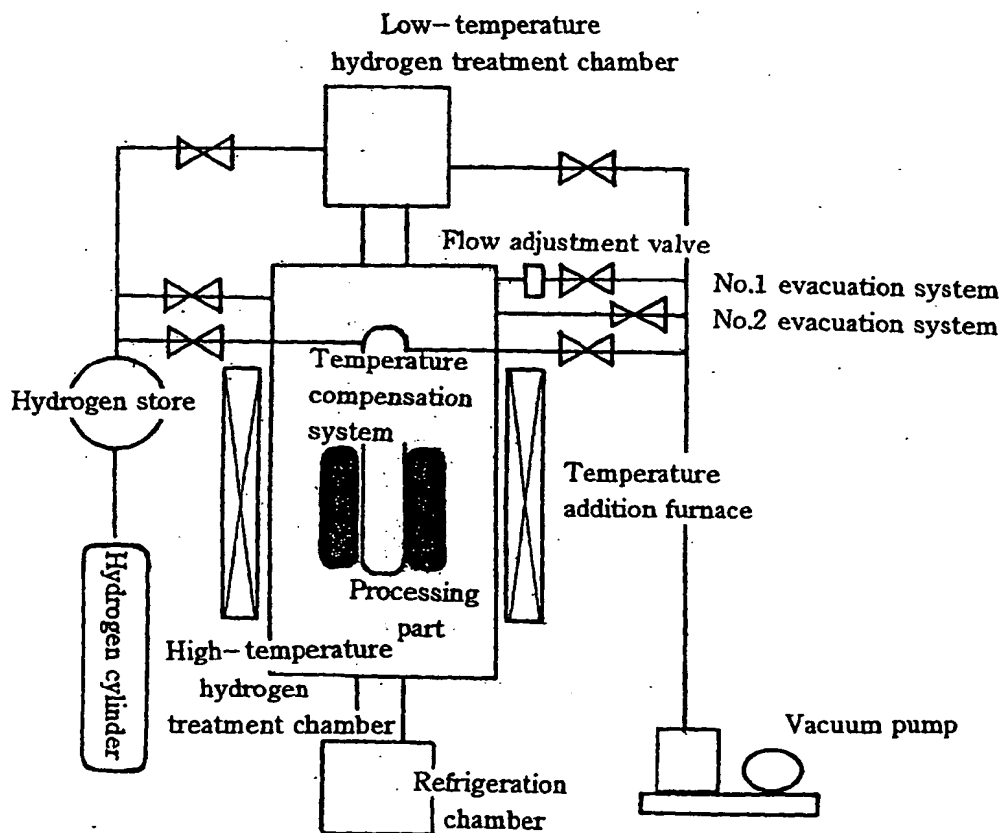 Low-temperature
hydrogen treatment chamber
Flow adjustment valve
No.1 evacuation system
No.2 evacuation system
Temperature
compensation
system
Hydrogen store
Temperature
addition furnace
Hydrogen cylinder
Processing
part
High-temperature
hydrogen
treatment chamber
Vacuum pump
Refrigeration
chamber